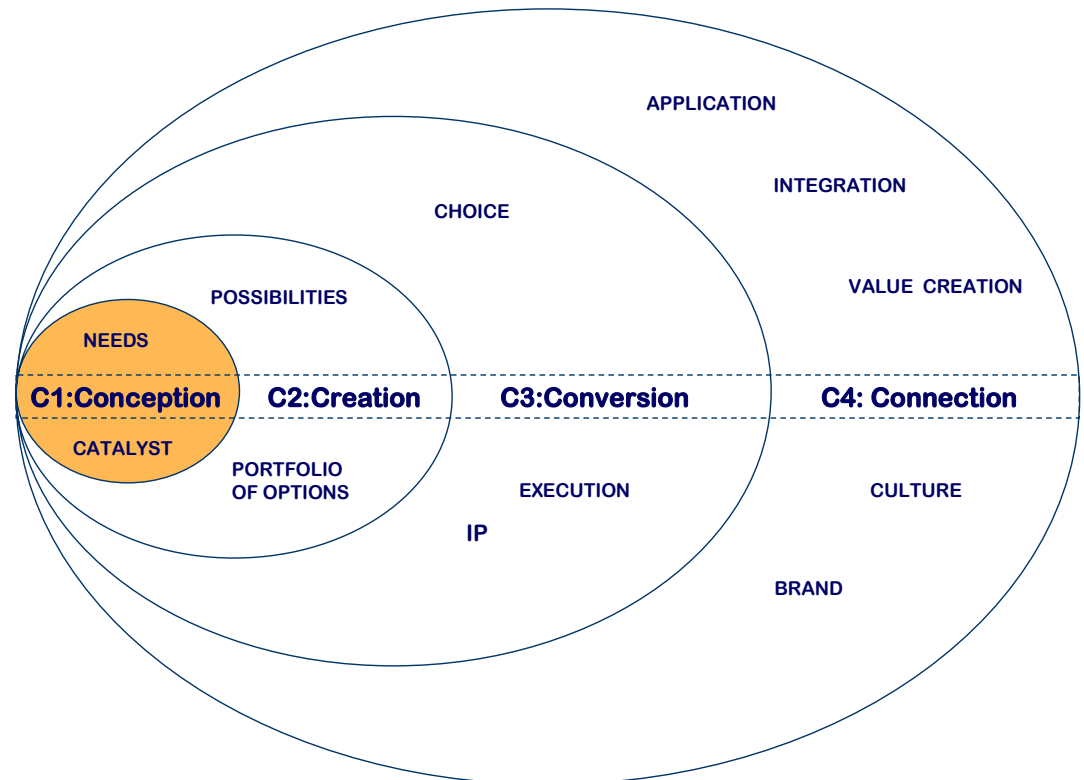 APPLICATION
INTEGRATION
CHOICE
VALUE CREATION
POSSIBILITIES
NEEDS
C1:Conception
C2:Creation
C3:Conversion
C4: Connection
CATALYST
PORTFOLIO
OF OPTIONS
EXECUTION
CULTURE
IP
BRAND